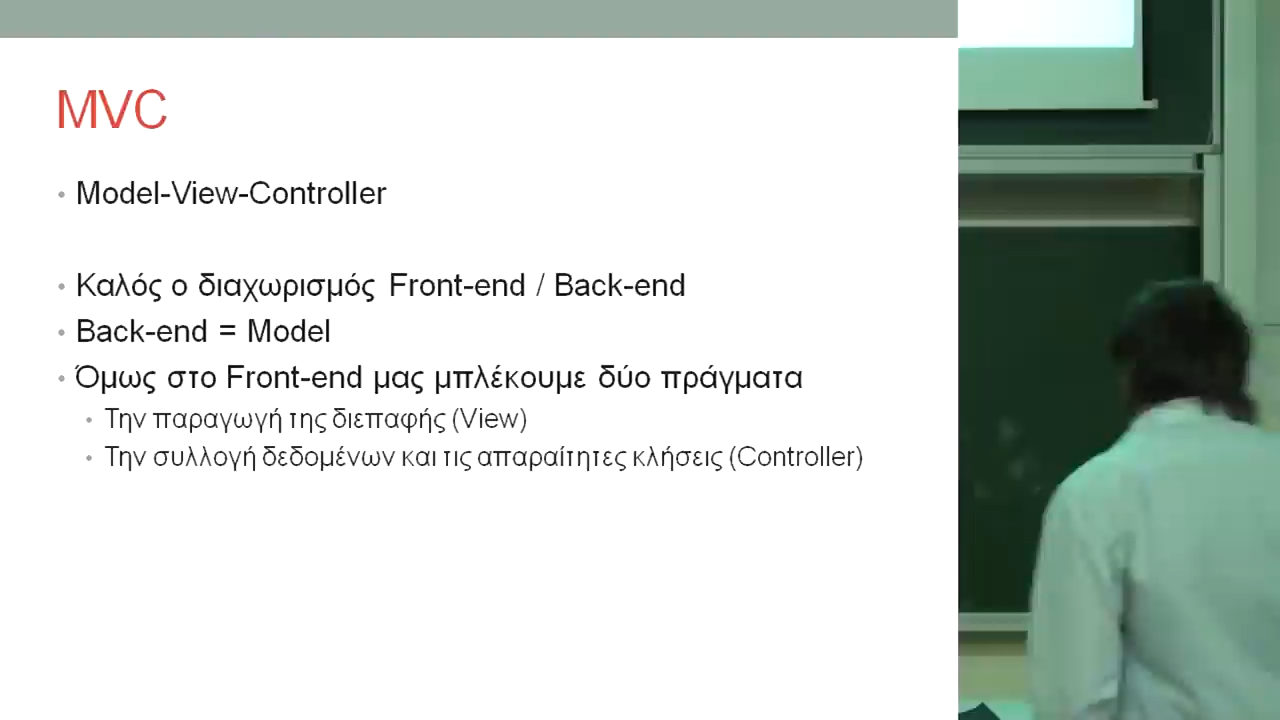 MVC
Model-View-Controller
Καλός ο διαχωρισμός Front-end / Back-end
Back-end = Model
Όμως στο Front-end μας μπλέκουμε δύο πράγματα
Την παραγωγή της διεπαφής (View)
Την συλλογή δεδομένων και τις απαραίτητες κλήσεις (Controller)